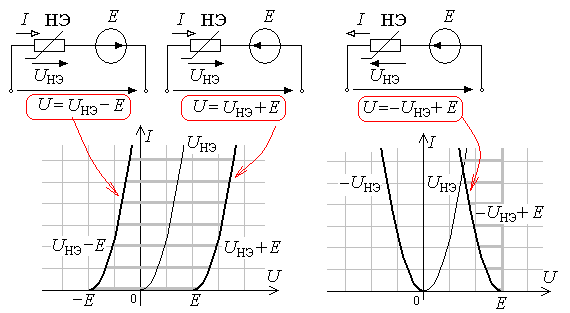 I НЭ E I НЭ E I НЭ E
UНЭ UНЭ UНЭ
U = UНЭ – E U = UНЭ + E U = –UНЭ + E
I UНЭ I
–UНЭ UНЭ
UНЭ – E UНЭ + E –UНЭ + E
U U
–E 0 E 0 E